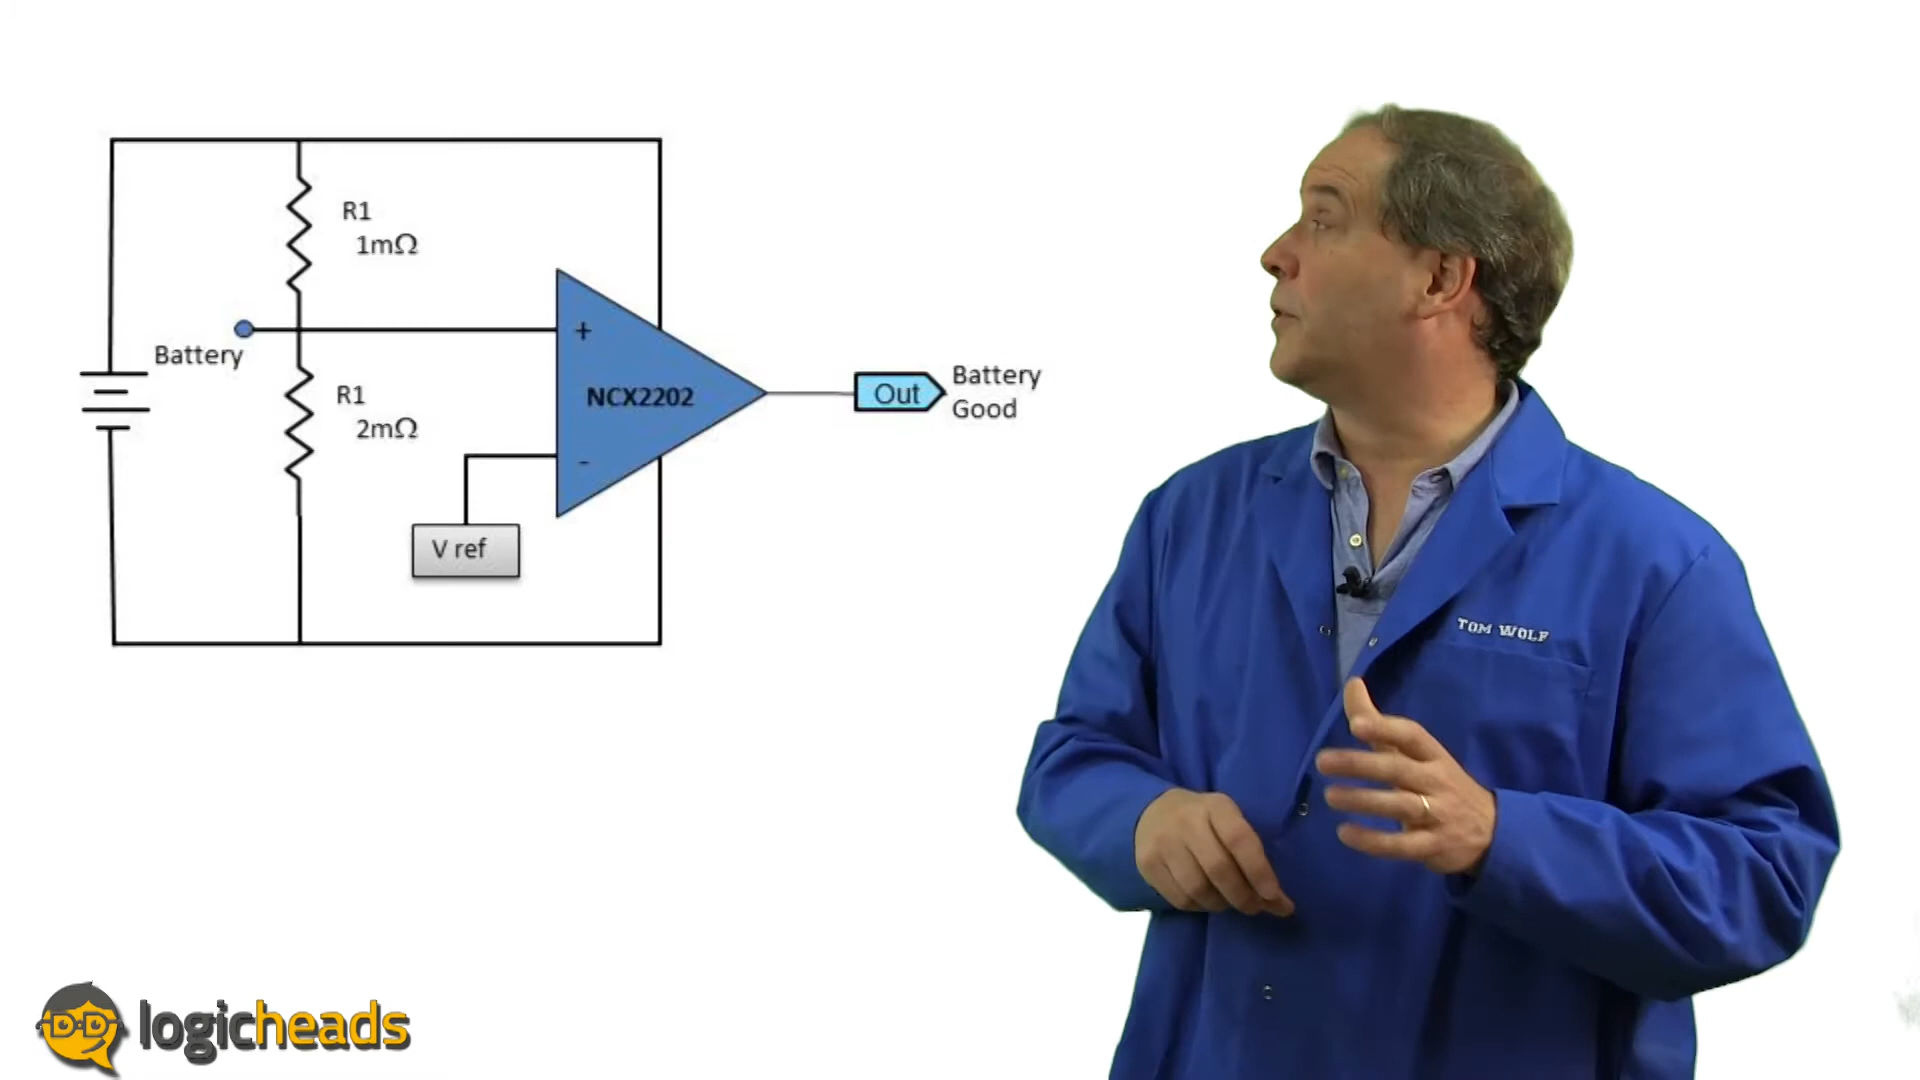 R1
1mΩ
Battery
R1
2mΩ
+
NCX2202
-
V ref
Out
Battery
Good
TOM WOLF
logicheads